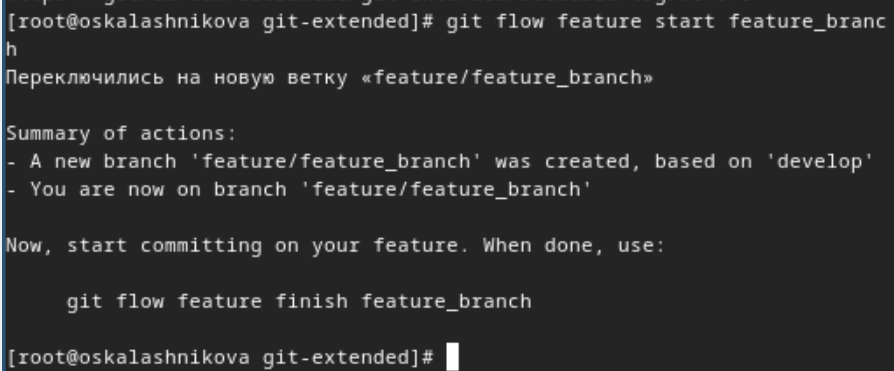 [root@oskalashnikova git-extended]# git flow feature start feature_branc
h
Переключились на новую ветку «feature/feature_branch»
Summary of actions:
- A new branch 'feature/feature_branch' was created, based on 'develop'
- You are now on branch 'feature/feature_branch'
Now, start committing on your feature. When done, use:
git flow feature finish feature_branch
[root@oskalashnikova git-extended]#